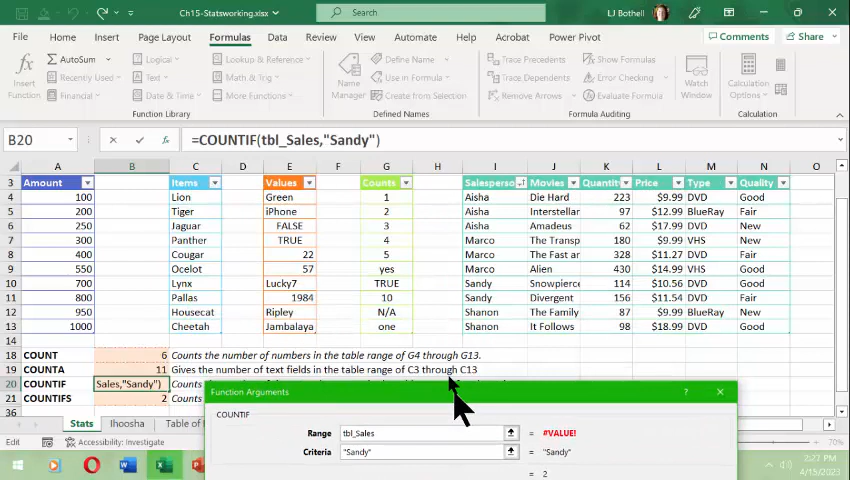 Ch15-Statsworking.xlsx
Search
LJ Bothell
File Home Insert Page Layout Formulas Data Review View Automate Help Acrobat Power Pivot Comments Share
AutoSum Logical Lookup & Reference Define Name Trace Precedents Show Formulas
Insert Function Recently Used Text Math & Trig Name Manager Use in Formula Trace Dependents Error Checking Watch Window Calculation Options
Financial Date & Time More Functions Create from Selection Remove Arrows
Function Library Defined Names Formula Auditing Calculation
B20 fx =COUNTIF(tbl_Sales,"Sandy")
A B C D E F G H I J K L M N O
3 Amount Items Values Counts Salesperso Movies Quantit Price Type Quality
4 100 Lion Green 1 Aisha Die Hard 223 $9.99 DVD Good
5 200 Tiger iPhone 2 Aisha Interstellar 97 $12.99 BlueRay Fair
6 250 Jaguar FALSE 3 Aisha Amadeus 62 $17.99 DVD New
7 300 Panther TRUE 4 Marco The Transp 180 $9.99 VHS New
8 400 Cougar 22 5 Marco The Fast ar 328 $11.27 DVD Good
9 550 Ocelot 57 yes Marco Alien 430 $14.99 VHS Good
10 700 Lynx Lucky7 TRUE Sandy Snowpierce 114 $10.56 DVD Good
11 800 Pallas 1984 10 Sandy Divergent 156 $11.54 DVD Fair
12 950 Housecat Ripley N/A Shanon The Family 87 $9.99 BlueRay New
13 1000 Cheetah Jambalaya one Shanon It Follows 98 $18.99 DVD New
14
18 COUNT 6 Counts the number of numbers in the table range of G4 through G13.
19 COUNTA 11 Gives the number of text fields in the table range of C3 through C13
20 COUNTIF Sales,"Sandy") Counts
21 COUNTIFS 2 Counts
36
Function Arguments ?
COUNTIF
Range tbl_Sales = #VALUE!
Criteria "Sandy" = "Sandy"
= 2
Stats Ihoosha Table of
Edit Accessibility: Investigate 70%
2:27 PM
4/15/2023